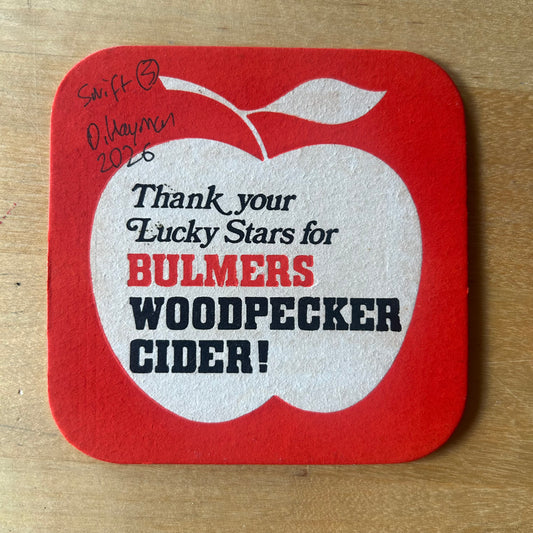 Swift 3
D. Hayman
2026
Thank your
Lucky Stars for
BULMERS
WOODPECKER
CIDER!